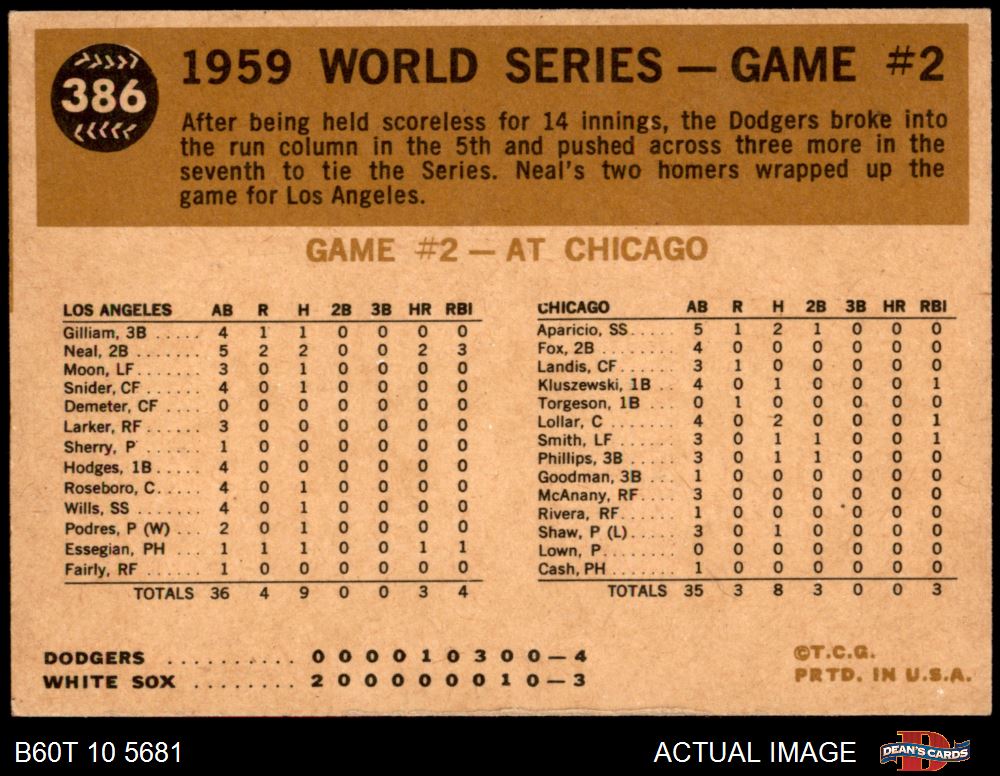 386
1959 WORLD SERIES — GAME #2
After being held scoreless for 14 innings, the Dodgers broke into
the run column in the 5th and pushed across three more in the
seventh to tie the Series. Neal's two homers wrapped up the
game for Los Angeles.
GAME #2 — AT CHICAGO
LOS ANGELES AB R H 2B 3B HR RBI
Gilliam, 3B ..... 4 1 1 0 0 0 0
Neal, 2B ....... 5 2 2 0 0 2 3
Moon, LF....... 3 0 1 0 0 0 0
Snider, CF ..... 4 0 1 0 0 0 0
Demeter, CF .... 0 0 0 0 0 0 0
Larker, RF...... 3 0 0 0 0 0 0
Sherry, P ...... 1 0 0 0 0 0 0
Hodges, 1B..... 4 0 0 0 0 0 0
Roseboro, C..... 4 0 1 0 0 0 0
Wills, SS ...... 4 0 1 0 0 0 0
Podres, P (W) ... 2 0 1 0 0 0 0
Essegian, PH ... 1 1 1 0 0 1 1
Fairly, RF ...... 1 0 0 0 0 0 0
TOTALS 36 4 9 0 0 3 4
CHICAGO AB R H 2B 3B HR RBI
Aparicio, SS..... 5 1 2 1 0 0 0
Fox, 2B ........ 4 0 0 0 0 0 0
Landis, CF...... 3 1 0 0 0 0 0
Kluszewski, 1B .. 4 0 1 0 0 0 1
Torgeson, 1B ... 0 1 0 0 0 0 0
Lollar, C ....... 4 0 2 0 0 0 1
Smith, LF ...... 3 0 1 1 0 0 1
Phillips, 3B ..... 3 0 1 1 0 0 0
Goodman, 3B ... 1 0 0 0 0 0 0
McAnany, RF.... 3 0 0 0 0 0 0
Rivera, RF...... 1 0 0 0 0 0 0
Shaw, P (L)..... 3 0 1 0 0 0 0
Lown, P........ 0 0 0 0 0 0 0
Cash, PH ...... 1 0 0 0 0 0 0
TOTALS 35 3 8 3 0 0 3
DODGERS .......... 0 0 0 0 1 0 3 0 0 — 4
WHITE SOX ........ 2 0 0 0 0 0 0 1 0 — 3
©T.C.G.
PRTD. IN U.S.A.
B60T 10 5681
ACTUAL IMAGE
D
DEAN'S CARDS